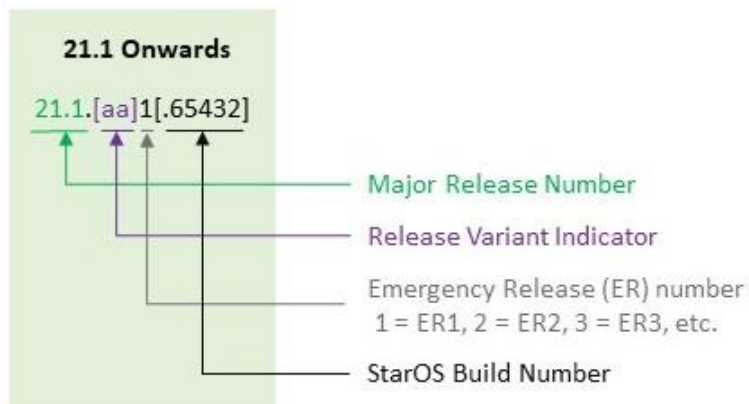 21.1 Onwards
21.1.[aa]1[.65432]
Major Release Number
Release Variant Indicator
Emergency Release (ER) number
1 = ER1, 2 = ER2, 3 = ER3, etc.
StarOS Build Number